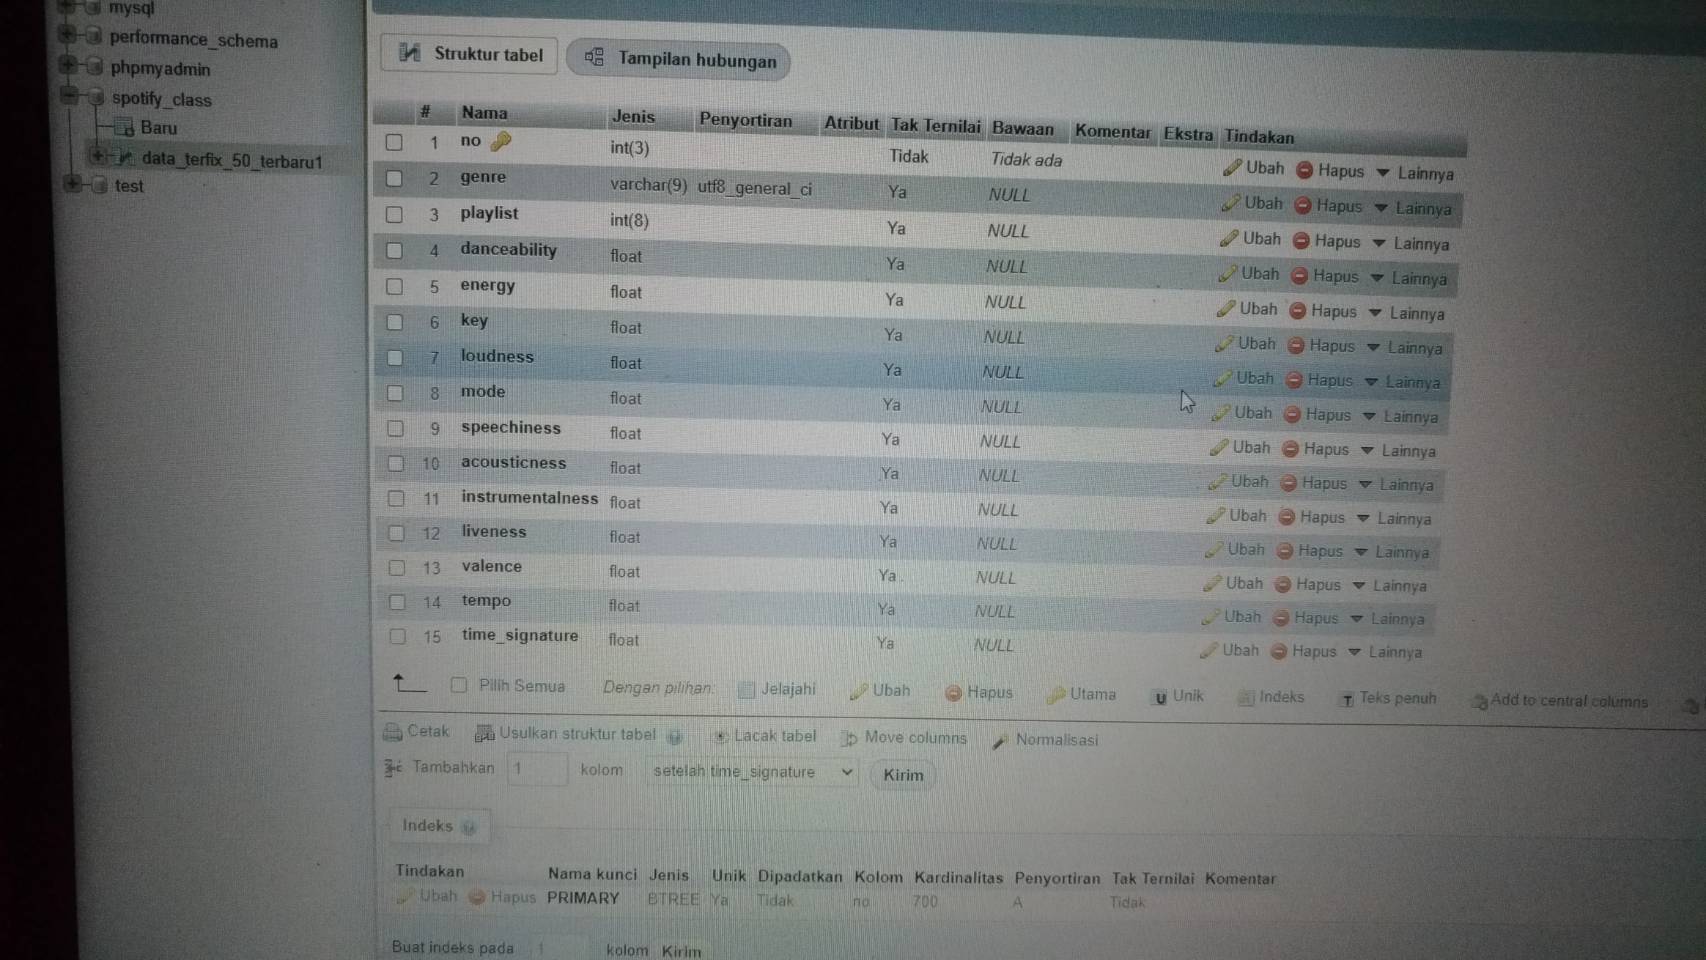 mysql
performance_schema
phpmyadmin
spotify_class
Baru
data_terfix_50_terbaru1
test
Struktur tabel Tampilan hubungan
# Nama Jenis Penyortiran Atribut Tak Ternilai Bawaan Komentar Ekstra Tindakan
1 no int(3) Tidak Tidak ada Ubah Hapus Lainnya
2 genre varchar(9) utf8_general_ci Ya NULL Ubah Hapus Lainnya
3 playlist int(8) Ya NULL Ubah Hapus Lainnya
4 danceability float Ya NULL Ubah Hapus Lainnya
5 energy float Ya NULL Ubah Hapus Lainnya
6 key float Ya NULL Ubah Hapus Lainnya
7 loudness float Ya NULL Ubah Hapus Lainnya
8 mode float Ya NULL Ubah Hapus Lainnya
9 speechiness float Ya NULL Ubah Hapus Lainnya
10 acousticness float Ya NULL Ubah Hapus Lainnya
11 instrumentalness float Ya NULL Ubah Hapus Lainnya
12 liveness float Ya NULL Ubah Hapus Lainnya
13 valence float Ya NULL Ubah Hapus Lainnya
14 tempo float Ya NULL Ubah Hapus Lainnya
15 time_signature float Ya NULL Ubah Hapus Lainnya
Pilih Semua Dengan pilihan: Jelajahi Ubah Hapus Utama Unik Indeks Teks penuh Add to central columns
Cetak Usulkan struktur tabel Lacak tabel Move columns Normalisasi
Tambahkan 1 kolom setelah time_signature Kirim
Indeks
Tindakan Nama kunci Jenis Unik Dipadatkan Kolom Kardinalitas Penyortiran Tak Ternilai Komentar
Ubah Hapus PRIMARY BTREE Ya Tidak no 700 A Tidak
Buat indeks pada 1 kolom Kirim